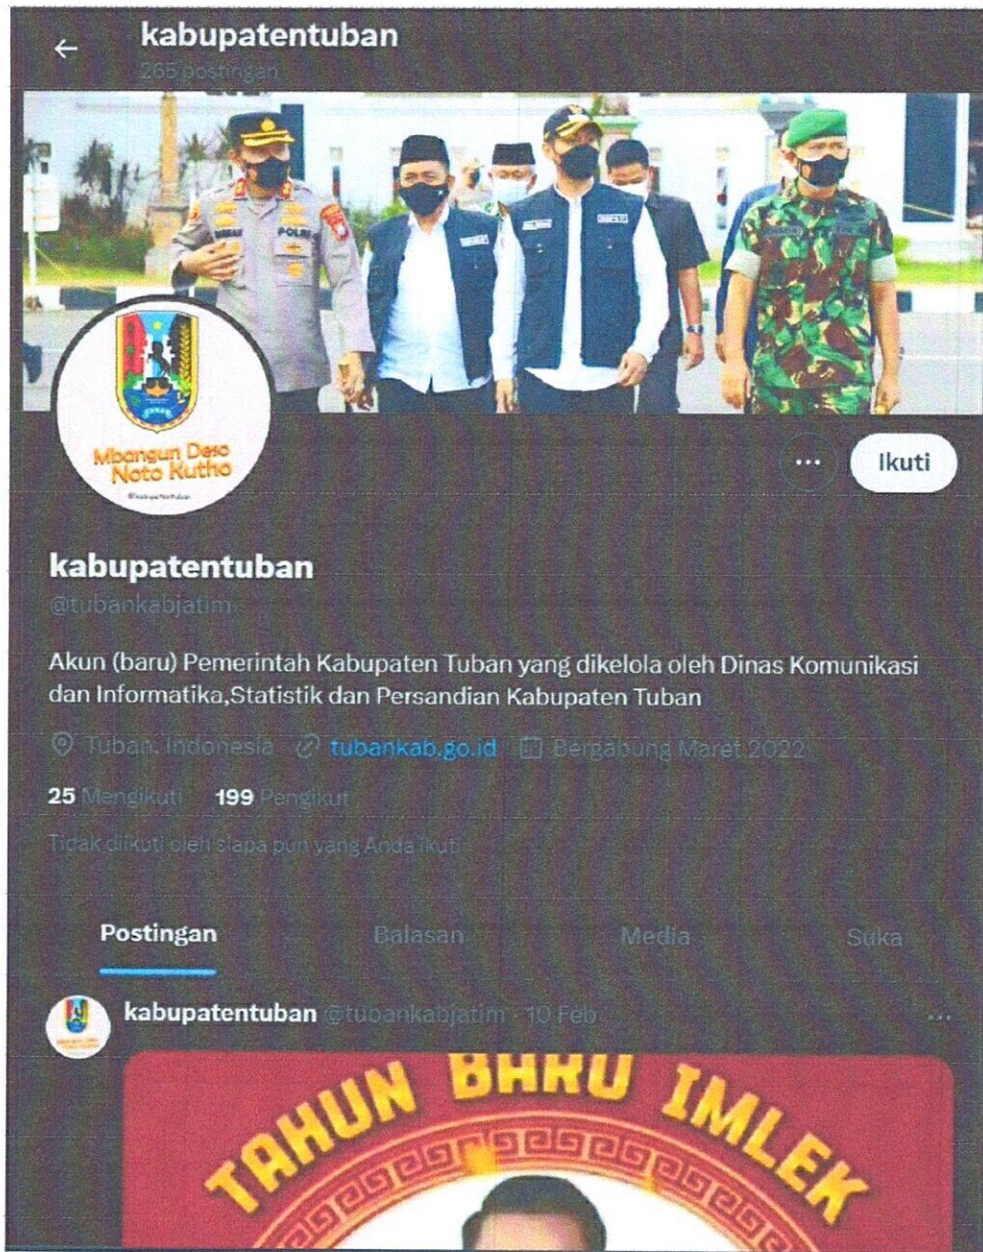 kabupatentuban
265 postingan
POLRI
Mbangun Deso
Noto Kutho
kabupatentuban
@tubankabjatim
Ikuti
Akun (baru) Pemerintah Kabupaten Tuban yang dikelola oleh Dinas Komunikasi
dan Informatika,Statistik dan Persandian Kabupaten Tuban
Tuban, Indonesia tubankab.go.id Bergabung Maret 2022
25 Mengikuti 199 Pengikut
Tidak diikuti oleh siapa pun yang Anda ikuti
Postingan Balasan Media Suka
kabupatentuban @tubankabjatim · 10 Feb
TAHUN BARU IMLEK